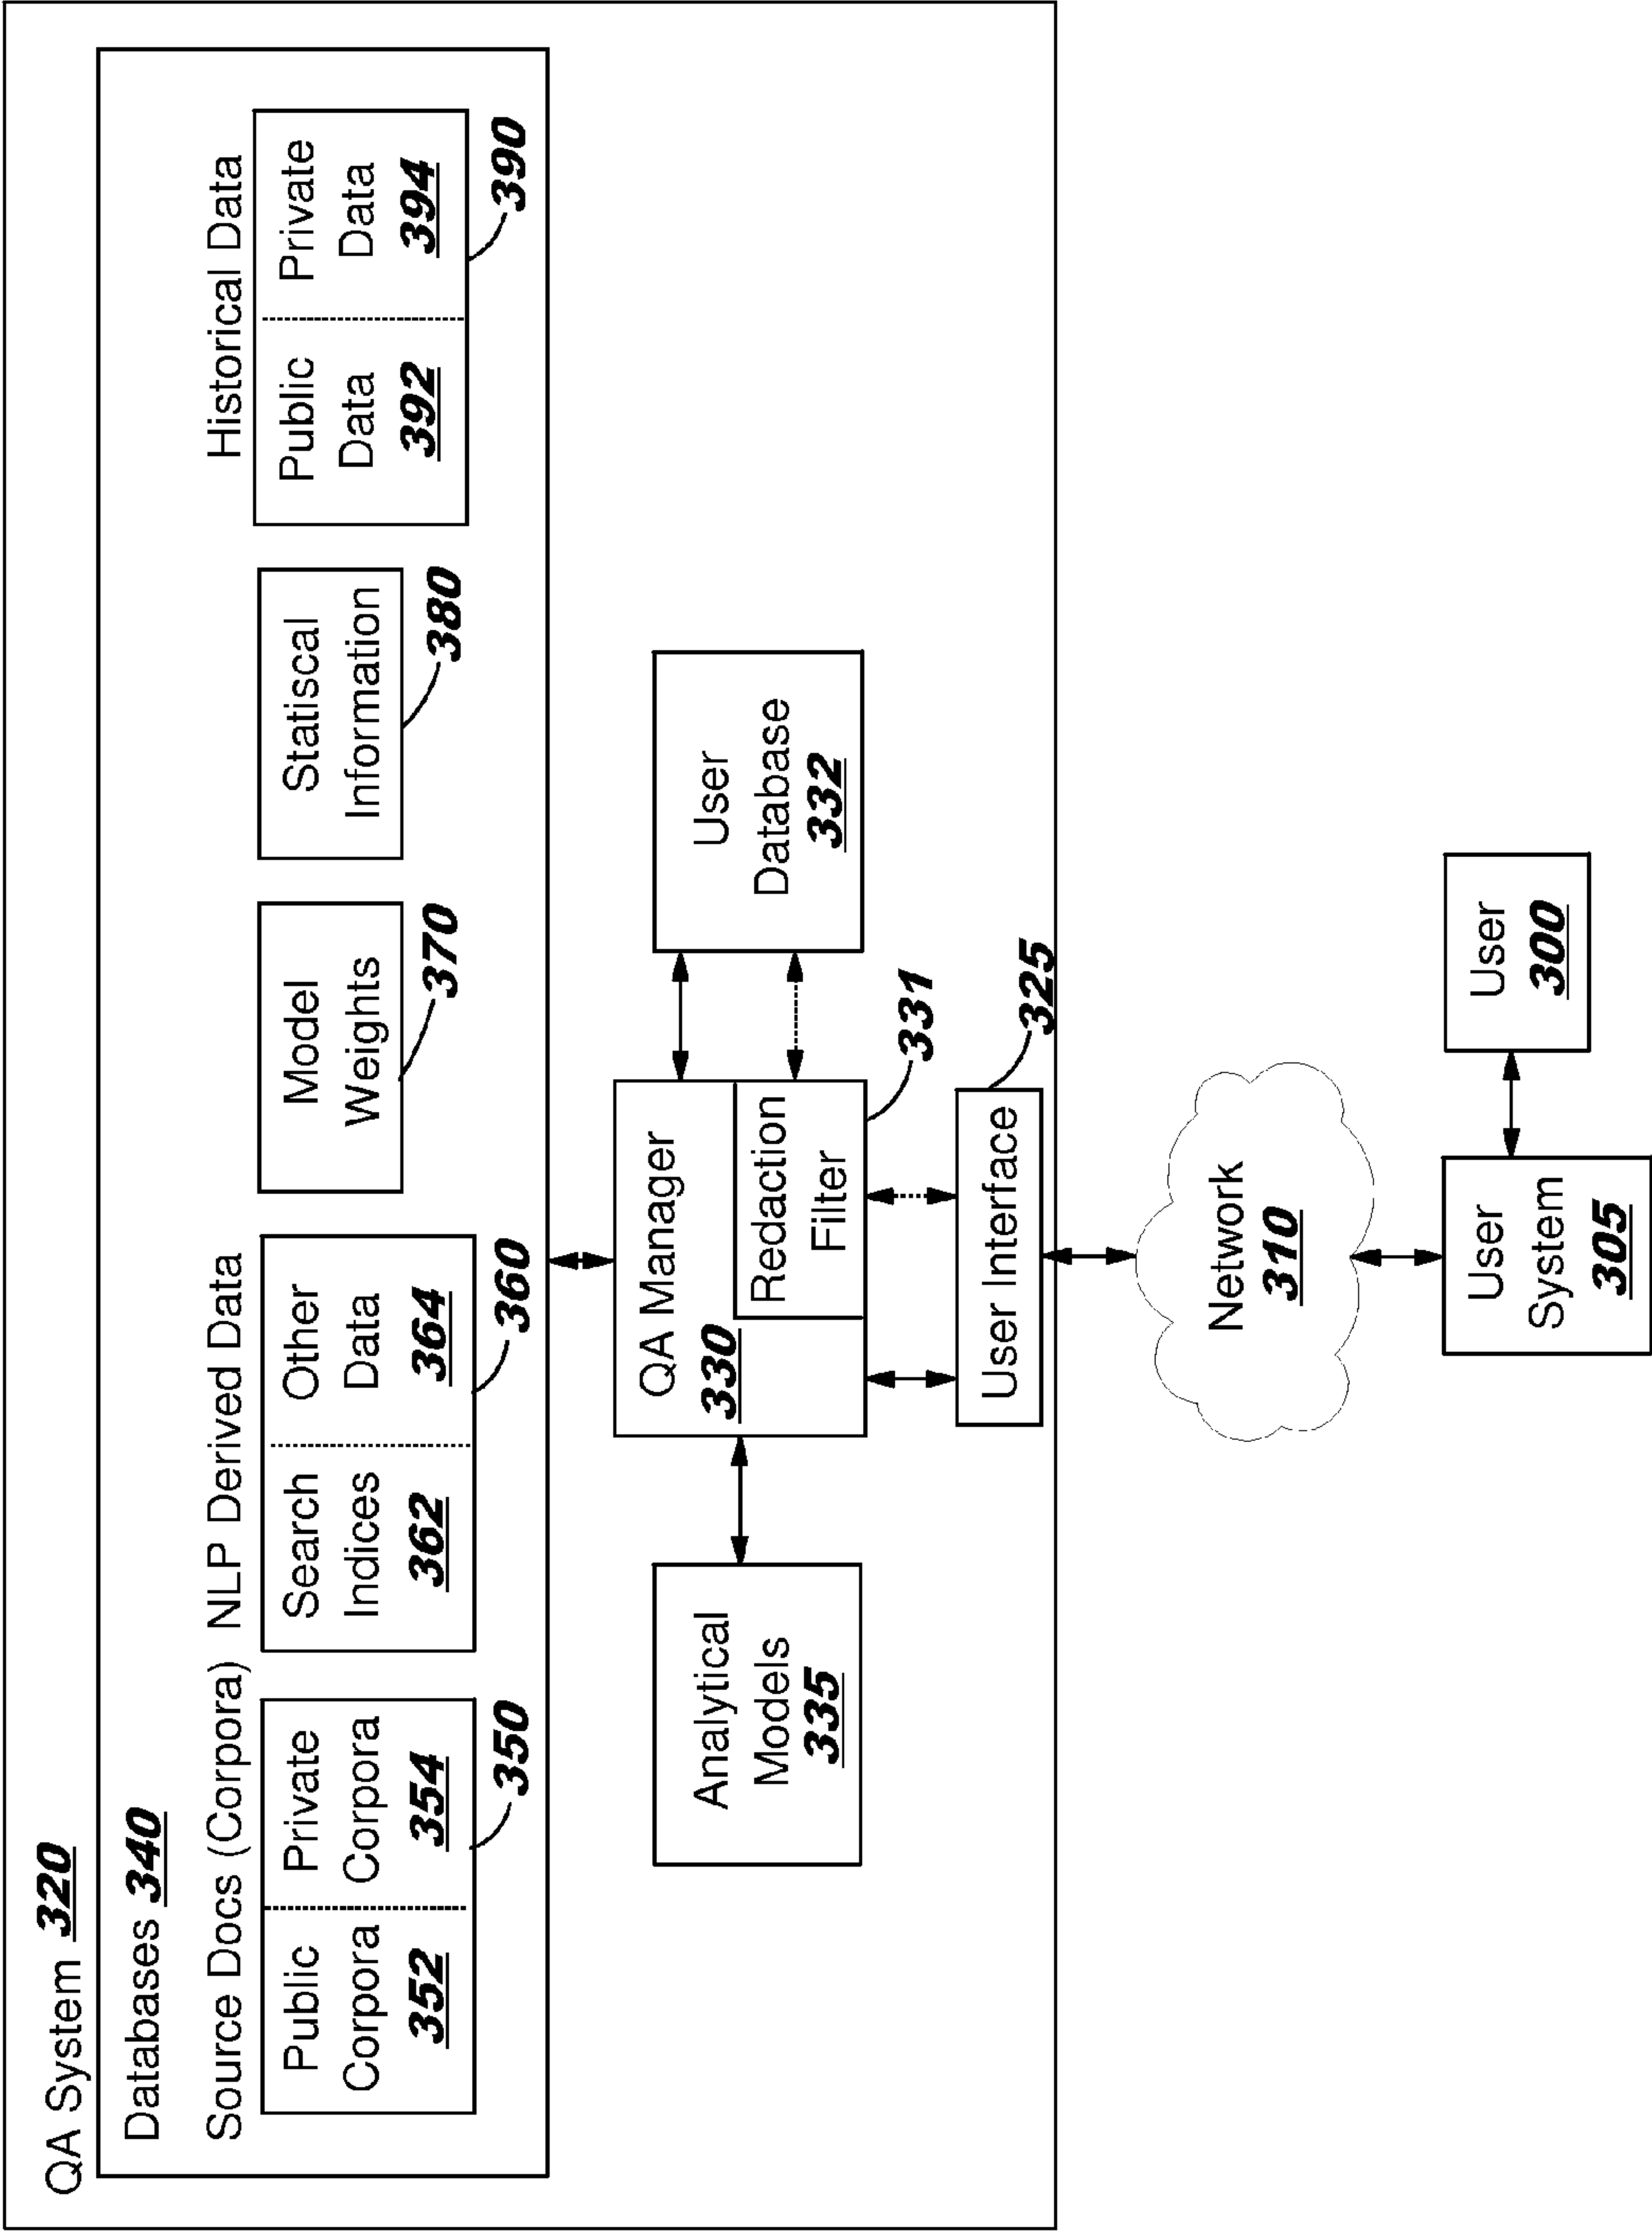 QA System 320
Databases 340
Source Docs (Corpora)
Public
Corpora
352
Private
Corpora
354
350
NLP Derived Data
Search
Indices
362
Other
Data
364
360
Model
Weights
370
Statiscal
Information
380
Historical Data
Public
Data
392
Private
Data
394
390
Analytical
Models
335
QA Manager
330
Redaction
Filter
331
User
Database
332
User Interface
325
Network
310
User
System
305
User
300